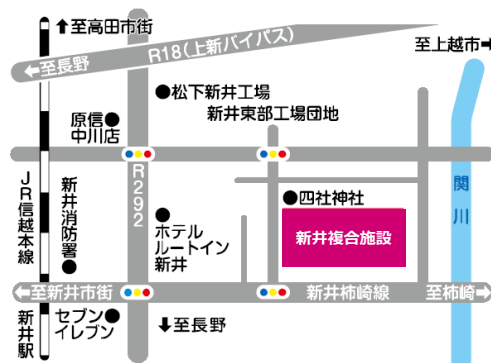 ⬆至高田市街
R18(上新バイパス)
⬅至長野
至上越市➡
●松下新井工場
新井東部工場団地
原信●
中川店
R292
JR信越本線
新井消防署●
関川
●四社神社
新井複合施設
●ホテル
ルートイン
新井
⬅至新井市街
新井柿崎線
至柿崎➡
セブン●
イレブン
⬇至長野
新井駅